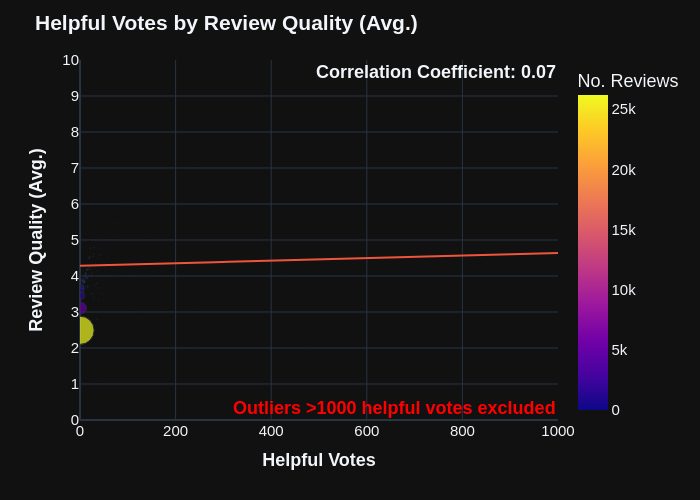 Helpful Votes by Review Quality (Avg.)
Correlation Coefficient: 0.07
No. Reviews
10
9
8
7
6
5
4
3
2
1
0
Review Quality (Avg.)
Outliers >1000 helpful votes excluded
0
200
400
600
800
1000
Helpful Votes
25k
20k
15k
10k
5k
0